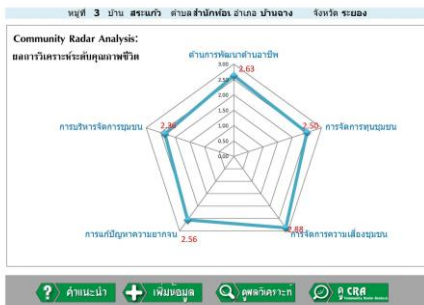 หมู่ที่ 3 บ้าน สระแก้ว ตำบล สำนักท้อน อำเภอ บ้านฉาง จังหวัด ระยอง
Community Radar Analysis:
ผลการวิเคราะห์ระดับคุณภาพชีวิต
ด้านการพัฒนาด้านอาชีพ
3.00
2.63
2.50
2.00
1.50
1.00
0.50
0.00
การบริหารจัดการชุมชน
2.36
2.50
การจัดการทุนชุมชน
การแก้ปัญหาความยากจน
2.56
2.88
การจัดการความเสี่ยงชุมชน
คำแนะนำ
เพิ่มข้อมูล
ดูผลวิเคราะห์
ดู CRA